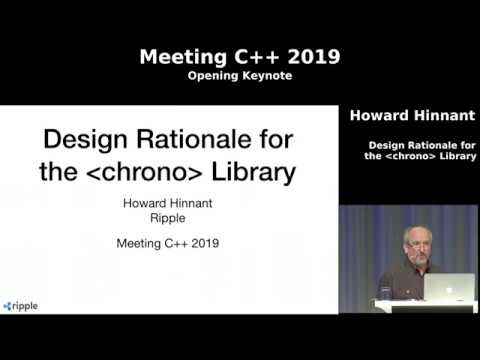 Meeting C++ 2019
Opening Keynote
Design Rationale for
the <chrono> Library
Howard Hinnant
Ripple
Meeting C++ 2019
ripple
Howard Hinnant
Design Rationale for
the <chrono> Library